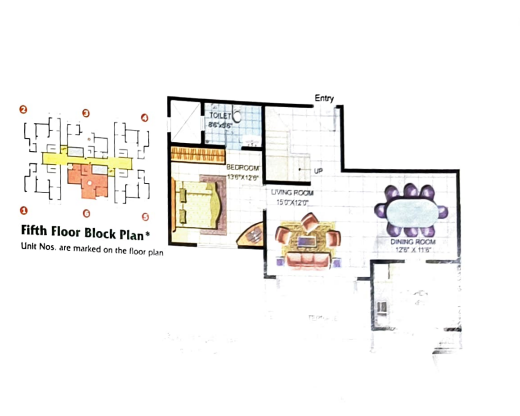 Entry
2
3
4
TOILET
8'6"x5'6"
BEDROOM
13'6"X12'6"
UP
LIVING ROOM
15'0"X12'0"
1
6
5
DINING ROOM
12'6" X 11'6"
Fifth Floor Block Plan*
Unit Nos. are marked on the floor plan